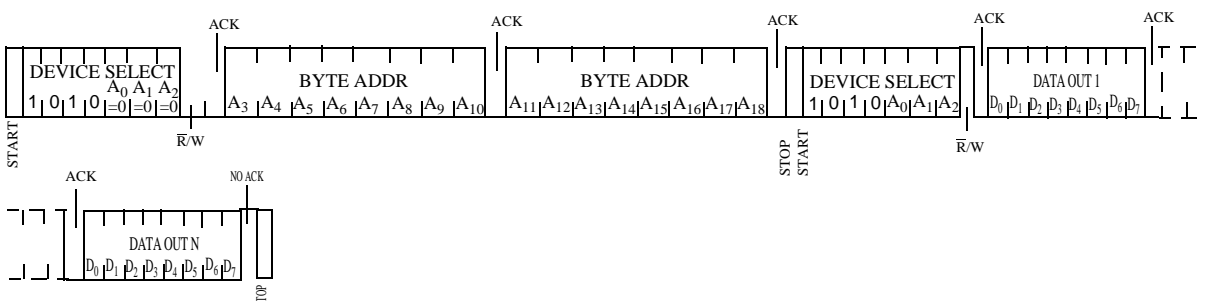 ACK ACK ACK ACK ACK
DEVICE SELECT BYTE ADDR BYTE ADDR DEVICE SELECT DATA OUT 1
1 0 1 0 A0 =0 A1 =0 A2 =0 A3 A4 A5 A6 A7 A8 A9 A10 A11 A12 A13 A14 A15 A16 A17 A18 1 0 1 0 A0 A1 A2 D0 D1 D2 D3 D4 D5 D6 D7
START R̅/W STOP START R̅/W
ACK NO ACK
DATA OUT N
D0 D1 D2 D3 D4 D5 D6 D7